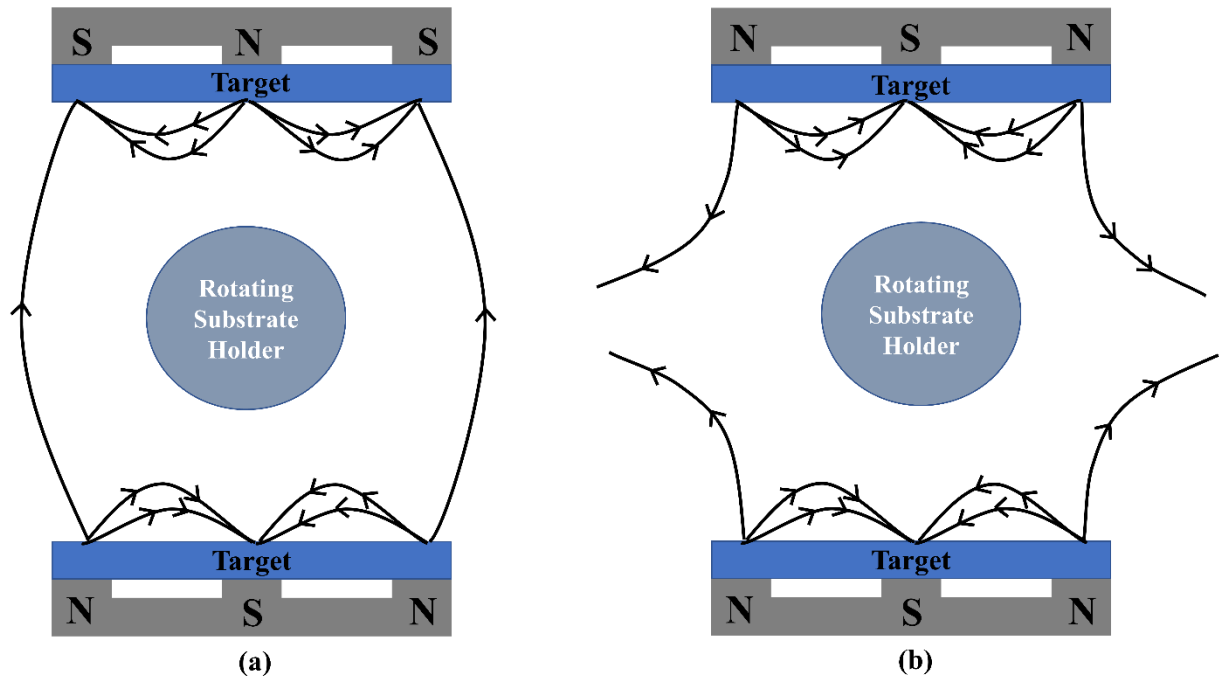 S N S
Target
Rotating
Substrate
Holder
Target
N S N
(a)
N S N
Target
Rotating
Substrate
Holder
Target
N S N
(b)